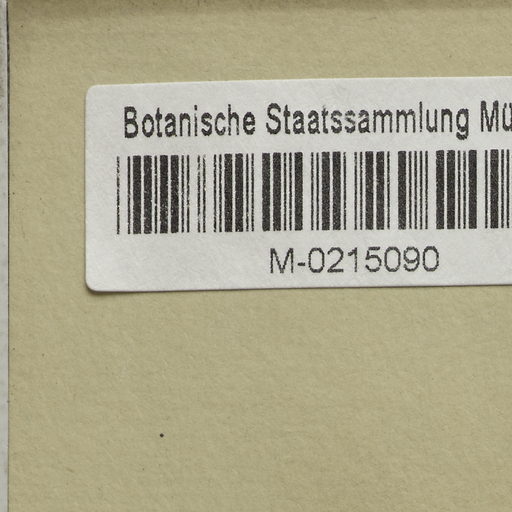 Botanische Staatssammlung Mü
M-0215090